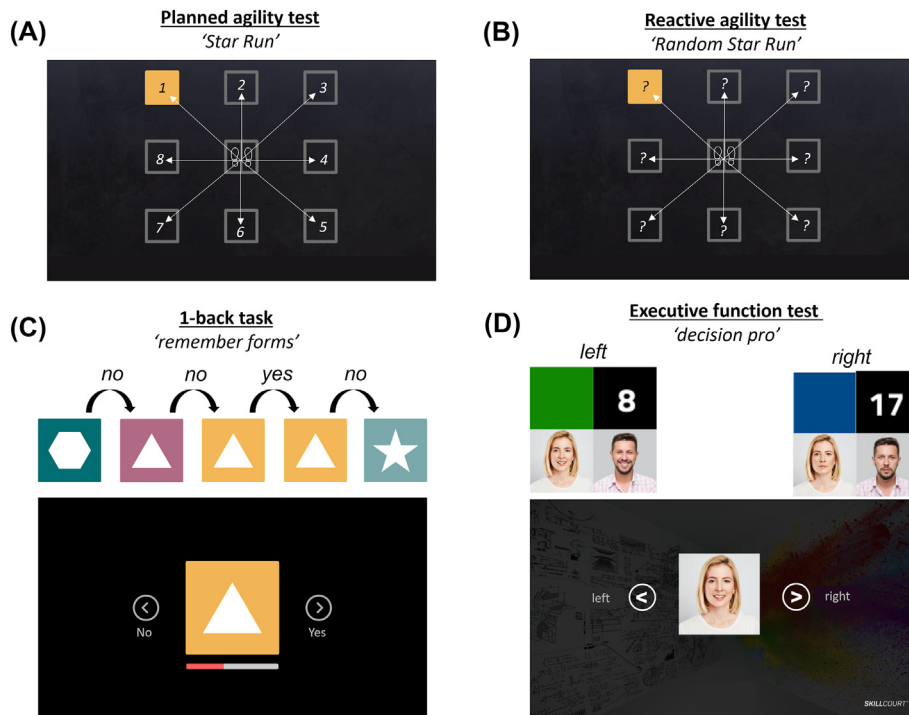 (A)
Planned agility test
'Star Run'
1
2
3
8
4
7
6
5
(B)
Reactive agility test
'Random Star Run'
?
?
?
?
?
?
?
?
(C)
1-back task
'remember forms'
no
no
yes
no
No
Yes
(D)
Executive function test
'decision pro'
left
right
8
17
left
<
>
right
SKILLCOURT